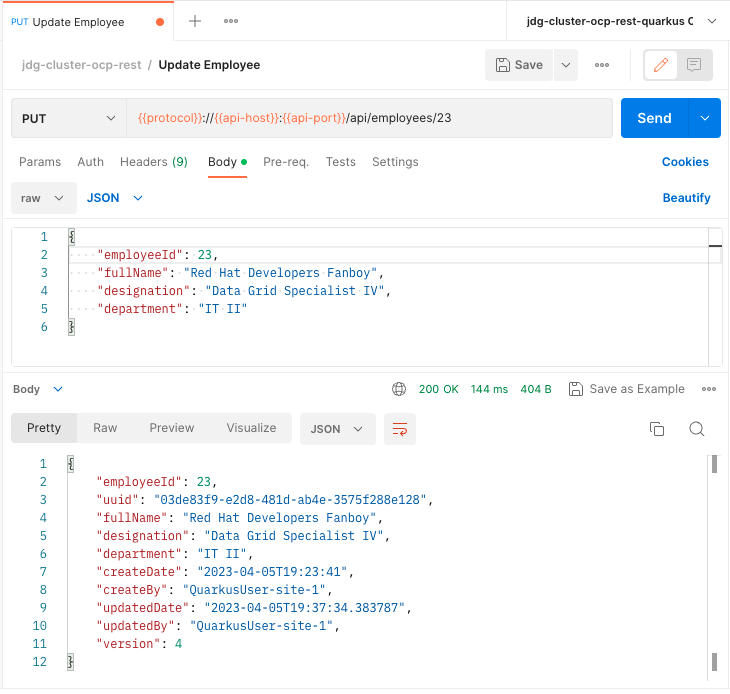 PUT Update Employee
jdg-cluster-ocp-rest-quarkus C
jdg-cluster-ocp-rest / Update Employee
Save
PUT
{{protocol}}://{{api-host}}:{{api-port}}/api/employees/23
Send
Params Auth Headers (9) Body Pre-req. Tests Settings Cookies
raw JSON Beautify
1 {
2 "employeeId": 23,
3 "fullName": "Red Hat Developers Fanboy",
4 "designation": "Data Grid Specialist IV",
5 "department": "IT II"
6 }
Body 200 OK 144 ms 404 B Save as Example
Pretty Raw Preview Visualize JSON
1 {
2 "employeeId": 23,
3 "uuid": "03de83f9-e2d8-481d-ab4e-3575f288e128",
4 "fullName": "Red Hat Developers Fanboy",
5 "designation": "Data Grid Specialist IV",
6 "department": "IT II",
7 "createDate": "2023-04-05T19:23:41",
8 "createBy": "QuarkusUser-site-1",
9 "updatedDate": "2023-04-05T19:37:34.383787",
10 "updatedBy": "QuarkusUser-site-1",
11 "version": 4
12 }